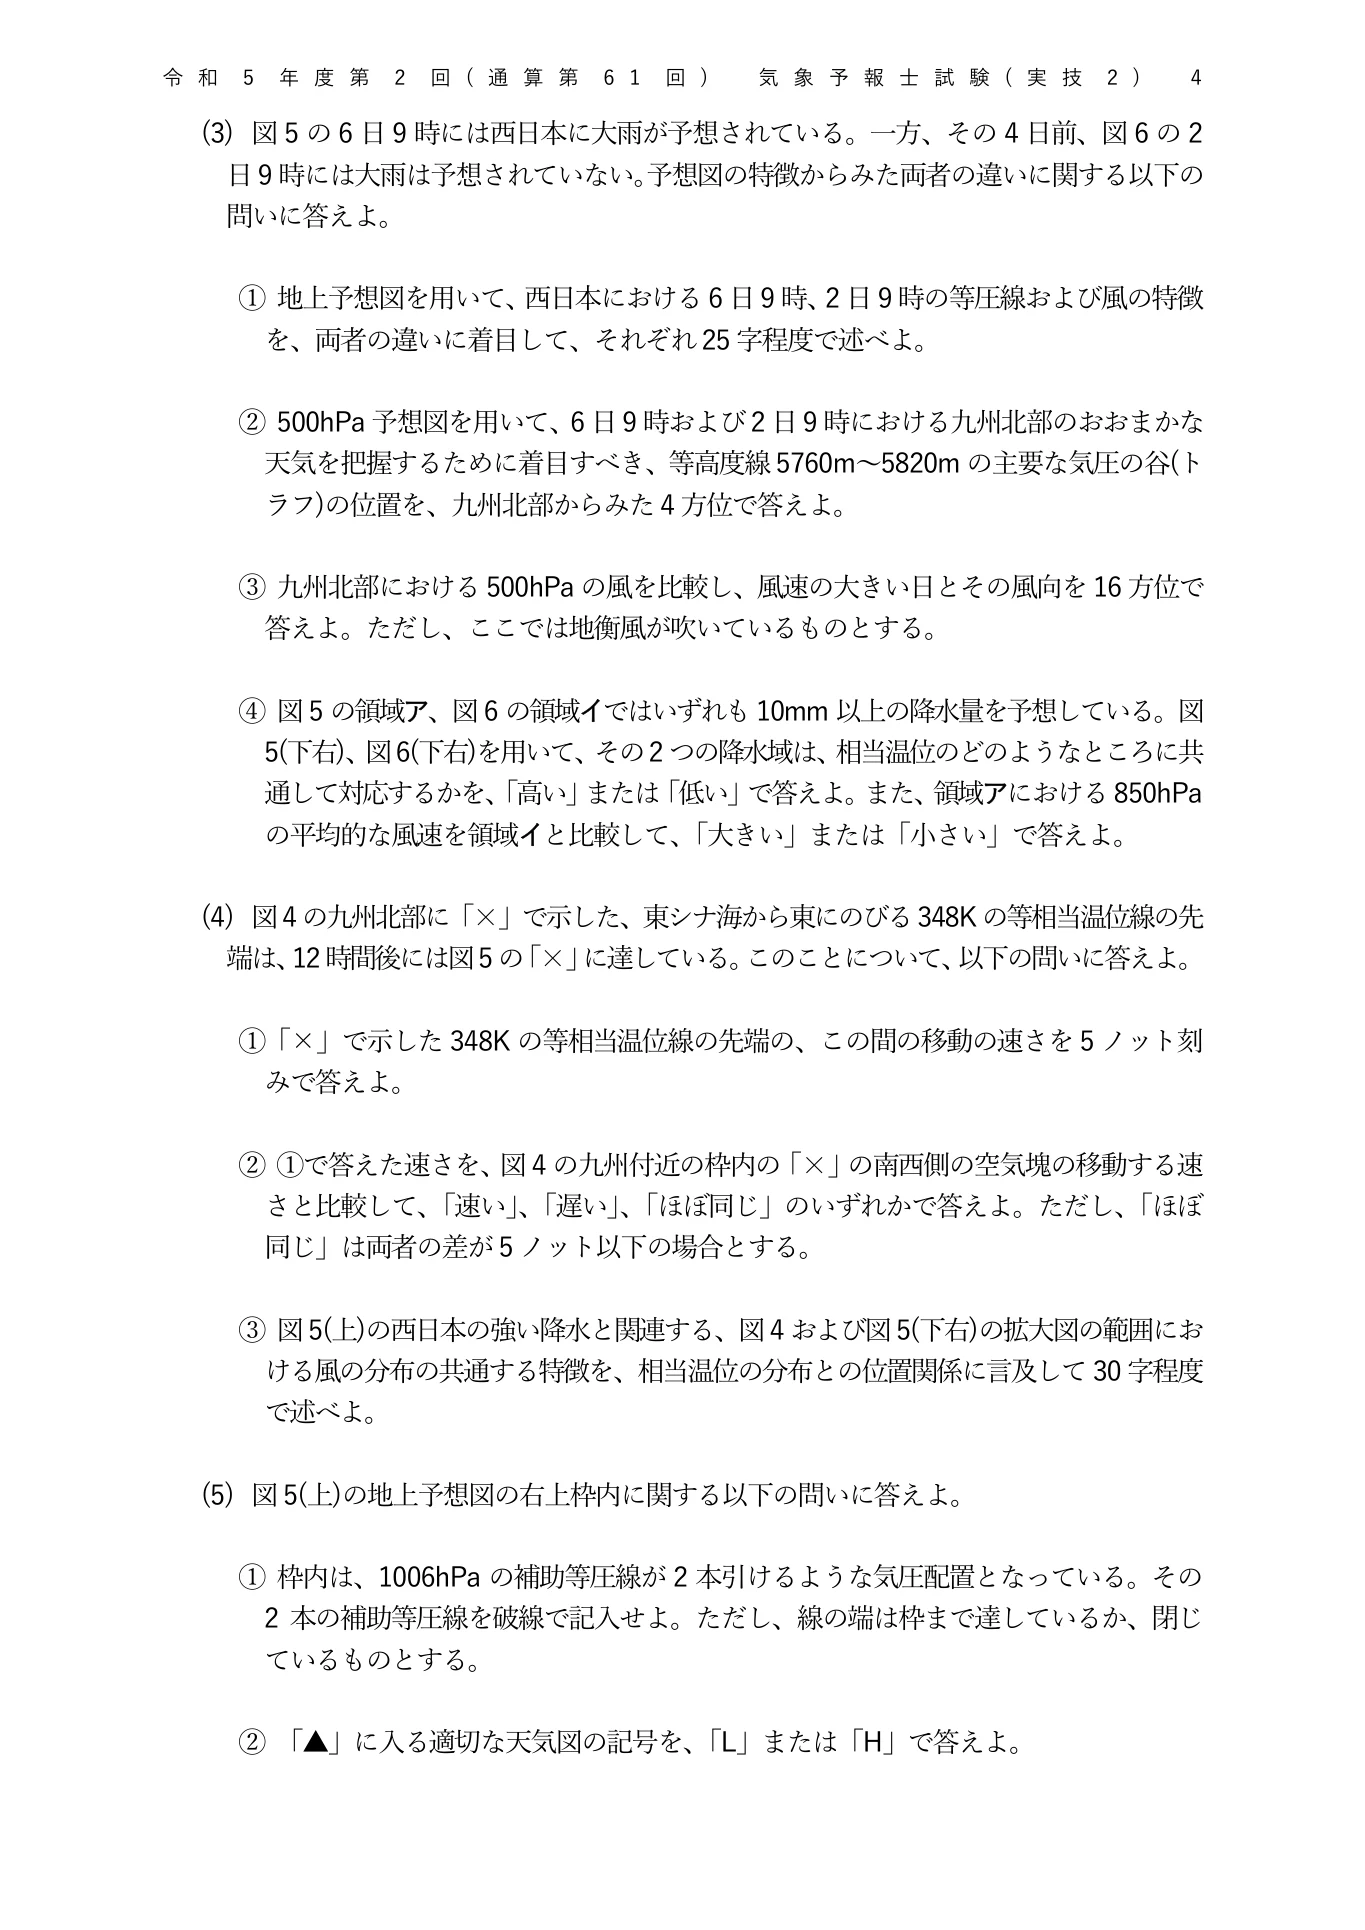 令和5年度第2回(通算第61回) 気象予報士試験(実技2) 4
(3) 図5の6日9時には西日本に大雨が予想されている。一方、その4日前、図6の2
日9時には大雨は予想されていない。予想図の特徴からみた両者の違いに関する以下の
問いに答えよ。
① 地上予想図を用いて、西日本における6日9時、2日9時の等圧線および風の特徴
を、両者の違いに着目して、それぞれ25字程度で述べよ。
② 500hPa予想図を用いて、6日9時および2日9時における九州北部のおおまかな
天気を把握するために着目すべき、等高度線5760m～5820mの主要な気圧の谷(ト
ラフ)の位置を、九州北部からみた4方位で答えよ。
③ 九州北部における500hPaの風を比較し、風速の大きい日とその風向を16方位で
答えよ。ただし、ここでは地衡風が吹いているものとする。
④ 図5の領域ア、図6の領域イではいずれも10mm以上の降水量を予想している。図
5(下右)、図6(下右)を用いて、その2つの降水域は、相当温位のどのようなところに共
通して対応するかを、「高い」または「低い」で答えよ。また、領域アにおける850hPa
の平均的な風速を領域イと比較して、「大きい」または「小さい」で答えよ。
(4) 図4の九州北部に「×」で示した、東シナ海から東にのびる348Kの等相当温位線の先
端は、12時間後には図5の「×」に達している。このことについて、以下の問いに答えよ。
①「×」で示した348Kの等相当温位線の先端の、この間の移動の速さを5ノット刻
みで答えよ。
② ①で答えた速さを、図4の九州付近の枠内の「×」の南西側の空気塊の移動する速
さと比較して、「速い」、「遅い」、「ほぼ同じ」のいずれかで答えよ。ただし、「ほぼ
同じ」は両者の差が5ノット以下の場合とする。
③ 図5(上)の西日本の強い降水と関連する、図4および図5(下右)の拡大図の範囲にお
ける風の分布の共通する特徴を、相当温位の分布との位置関係に言及して30字程度
で述べよ。
(5) 図5(上)の地上予想図の右上枠内に関する以下の問いに答えよ。
① 枠内は、1006hPaの補助等圧線が2本引けるような気圧配置となっている。その
2本の補助等圧線を破線で記入せよ。ただし、線の端は枠まで達しているか、閉じ
ているものとする。
② 「▲」に入る適切な天気図の記号を、「L」または「H」で答えよ。